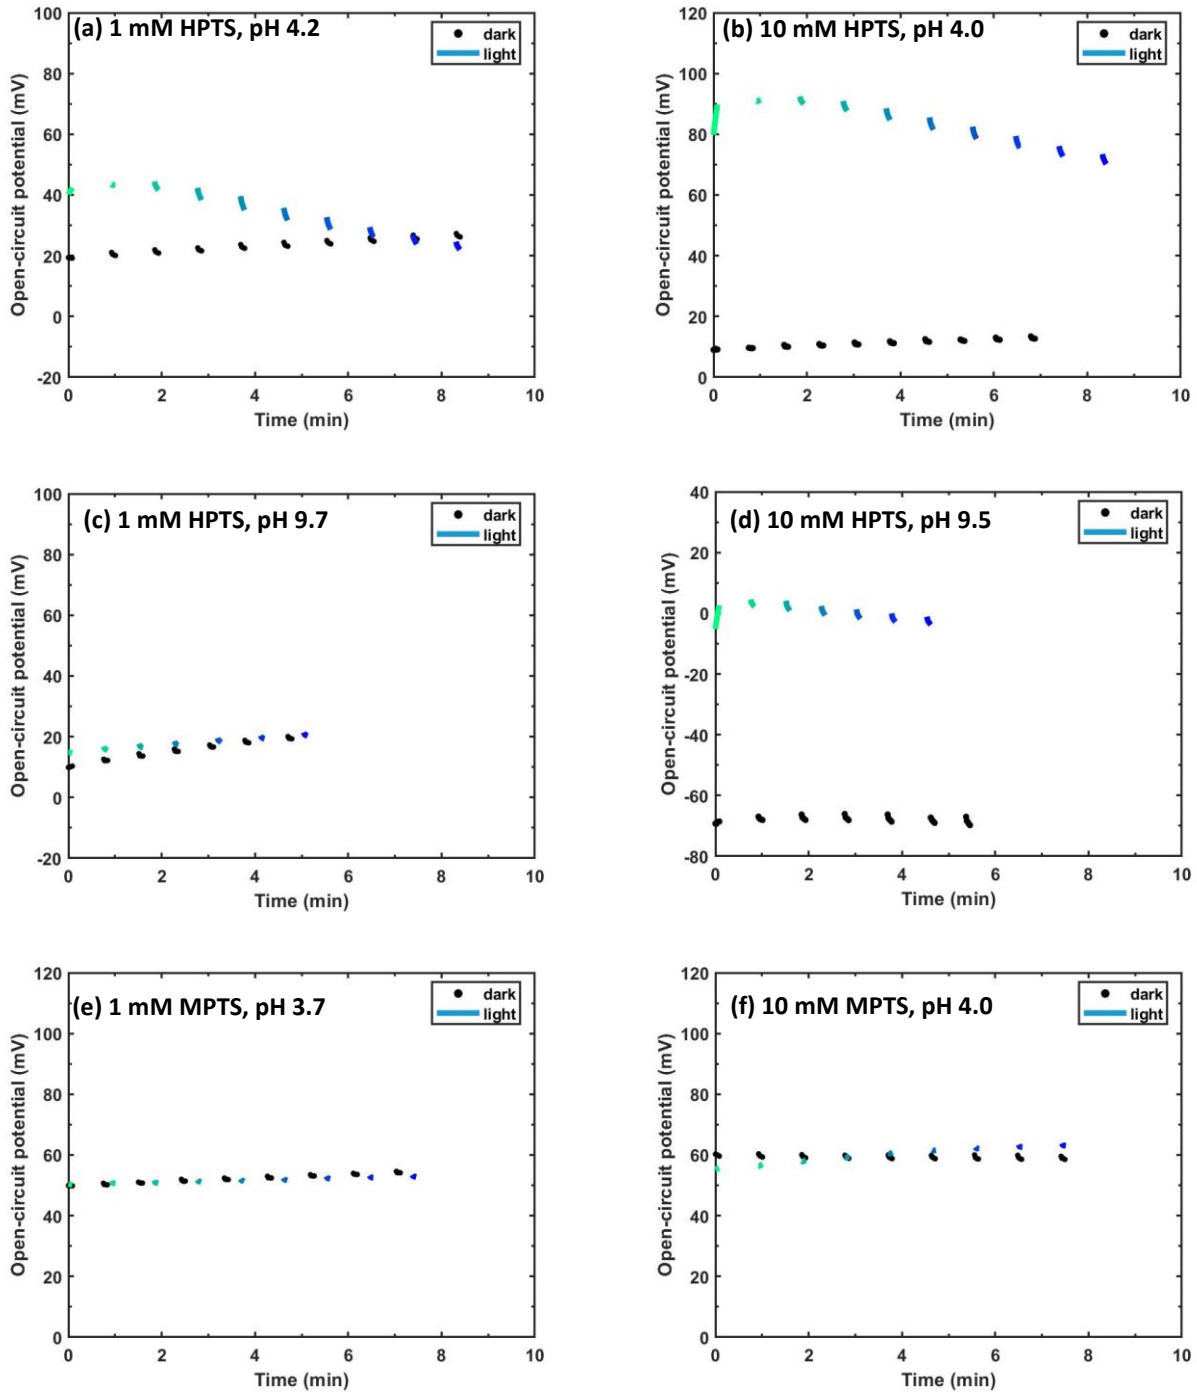 (a) 1 mM HPTS, pH 4.2
dark
light
Open-circuit potential (mV)
100
80
60
40
20
0
-20
0 2 4 6 8 10
Time (min)
(b) 10 mM HPTS, pH 4.0
dark
light
Open-circuit potential (mV)
120
100
80
60
40
20
0
0 2 4 6 8 10
Time (min)
(c) 1 mM HPTS, pH 9.7
dark
light
Open-circuit potential (mV)
100
80
60
40
20
0
-20
0 2 4 6 8 10
Time (min)
(d) 10 mM HPTS, pH 9.5
dark
light
Open-circuit potential (mV)
40
20
0
-20
-40
-60
-80
0 2 4 6 8 10
Time (min)
(e) 1 mM MPTS, pH 3.7
dark
light
Open-circuit potential (mV)
120
100
80
60
40
20
0
0 2 4 6 8 10
Time (min)
(f) 10 mM MPTS, pH 4.0
dark
light
Open-circuit potential (mV)
120
100
80
60
40
20
0
0 2 4 6 8 10
Time (min)